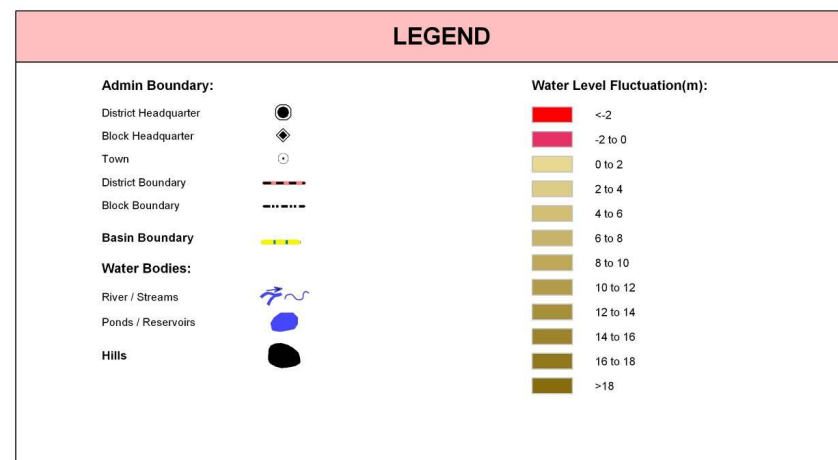 LEGEND
Admin Boundary:
District Headquarter
Block Headquarter
Town
District Boundary
Block Boundary
Basin Boundary
Water Bodies:
River / Streams
Ponds / Reservoirs
Hills
Water Level Fluctuation(m):
<-2
-2 to 0
0 to 2
2 to 4
4 to 6
6 to 8
8 to 10
10 to 12
12 to 14
14 to 16
16 to 18
>18